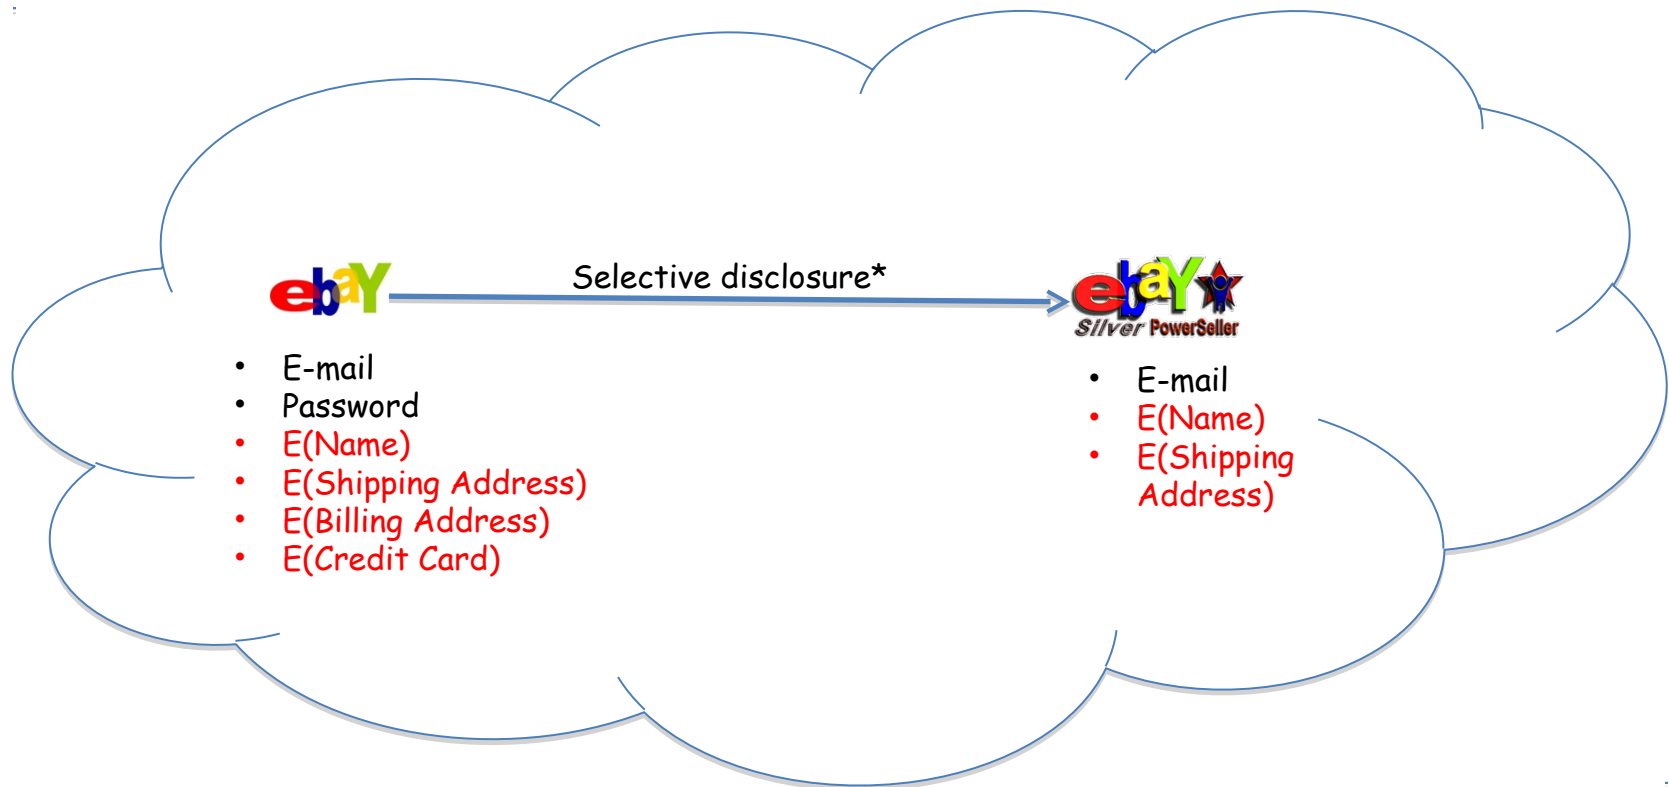 Selective disclosure*
ebaY
• E-mail
• Password
• E(Name)
• E(Shipping Address)
• E(Billing Address)
• E(Credit Card)
ebaY
Silver PowerSeller
• E-mail
• E(Name)
• E(Shipping
Address)